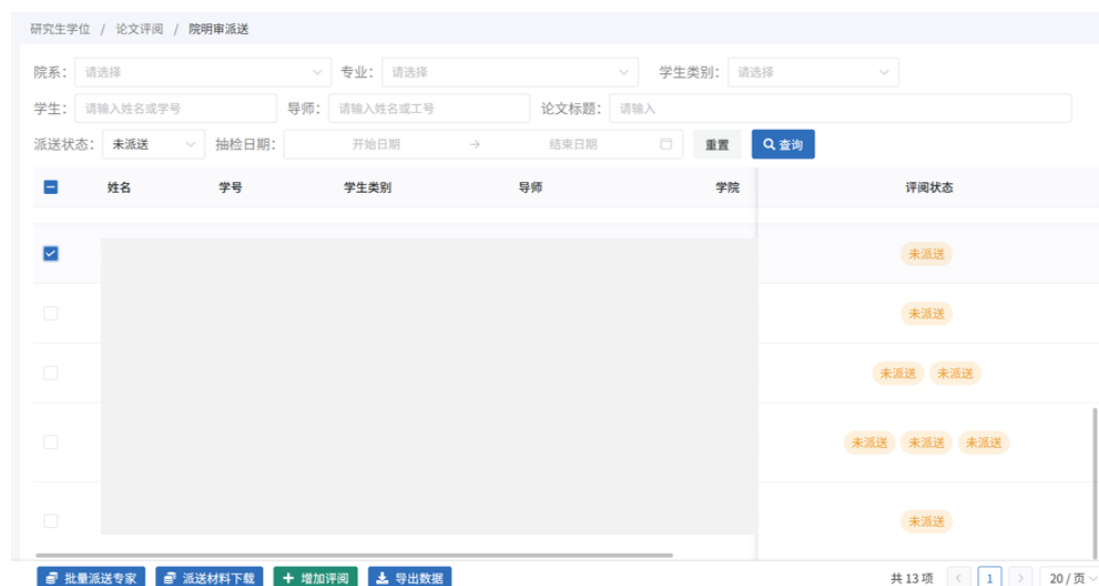 研究生学位 / 论文评阅 / 院明审派送
院系: 请选择 专业: 请选择 学生类别: 请选择
学生: 请输入姓名或学号 导师: 请输入姓名或工号 论文标题: 请输入
派送状态: 未派送 抽检日期: 开始日期 → 结束日期 重置 查询
姓名 学号 学生类别 导师 学院 评阅状态
未派送
未派送
未派送 未派送
未派送 未派送 未派送
未派送
批量派送专家 派送材料下载 + 增加评阅 导出数据 共 13 项 < 1 > 20 / 页